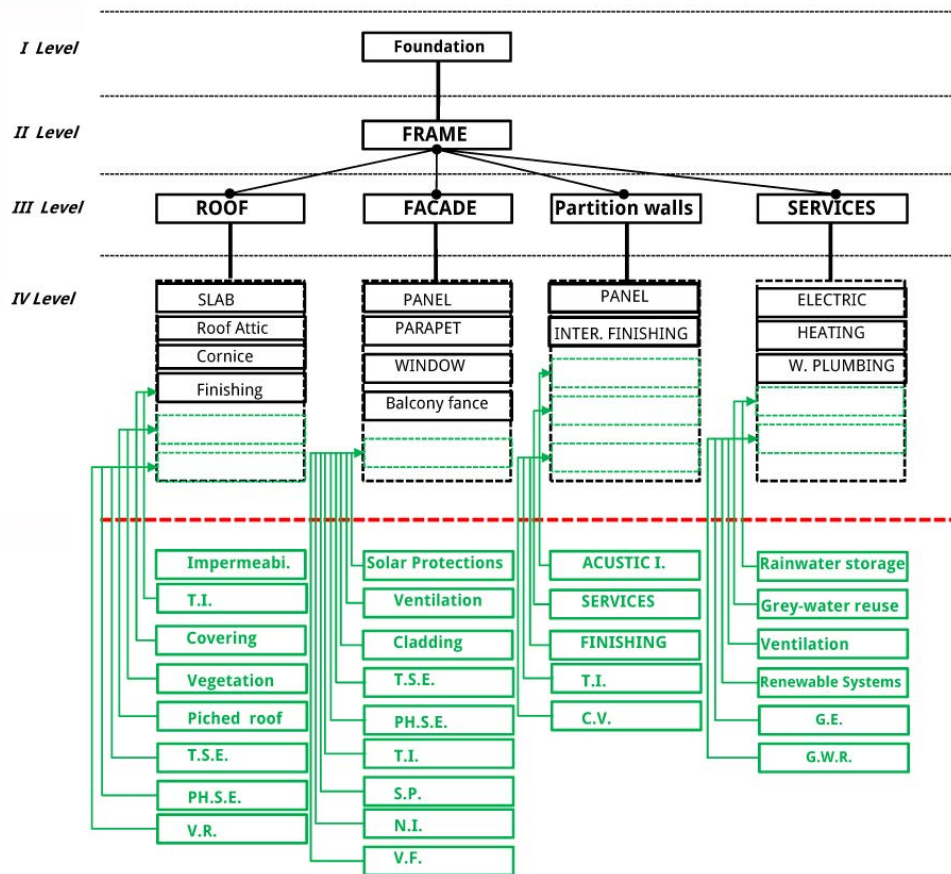 I Level
Foundation
II Level
FRAME
III Level
ROOF
FACADE
Partition walls
SERVICES
IV Level
SLAB
Roof Attic
Cornice
Finishing
PANEL
PARAPET
WINDOW
Balcony fance
PANEL
INTER. FINISHING
ELECTRIC
HEATING
W. PLUMBING
Impermeabi.
T.I.
Covering
Vegetation
Piched roof
T.S.E.
PH.S.E.
V.R.
Solar Protections
Ventilation
Cladding
T.S.E.
PH.S.E.
T.I.
S.P.
N.I.
V.F.
ACUSTIC I.
SERVICES
FINISHING
T.I.
C.V.
Rainwater storage
Grey-water reuse
Ventilation
Renewable Systems
G.E.
G.W.R.